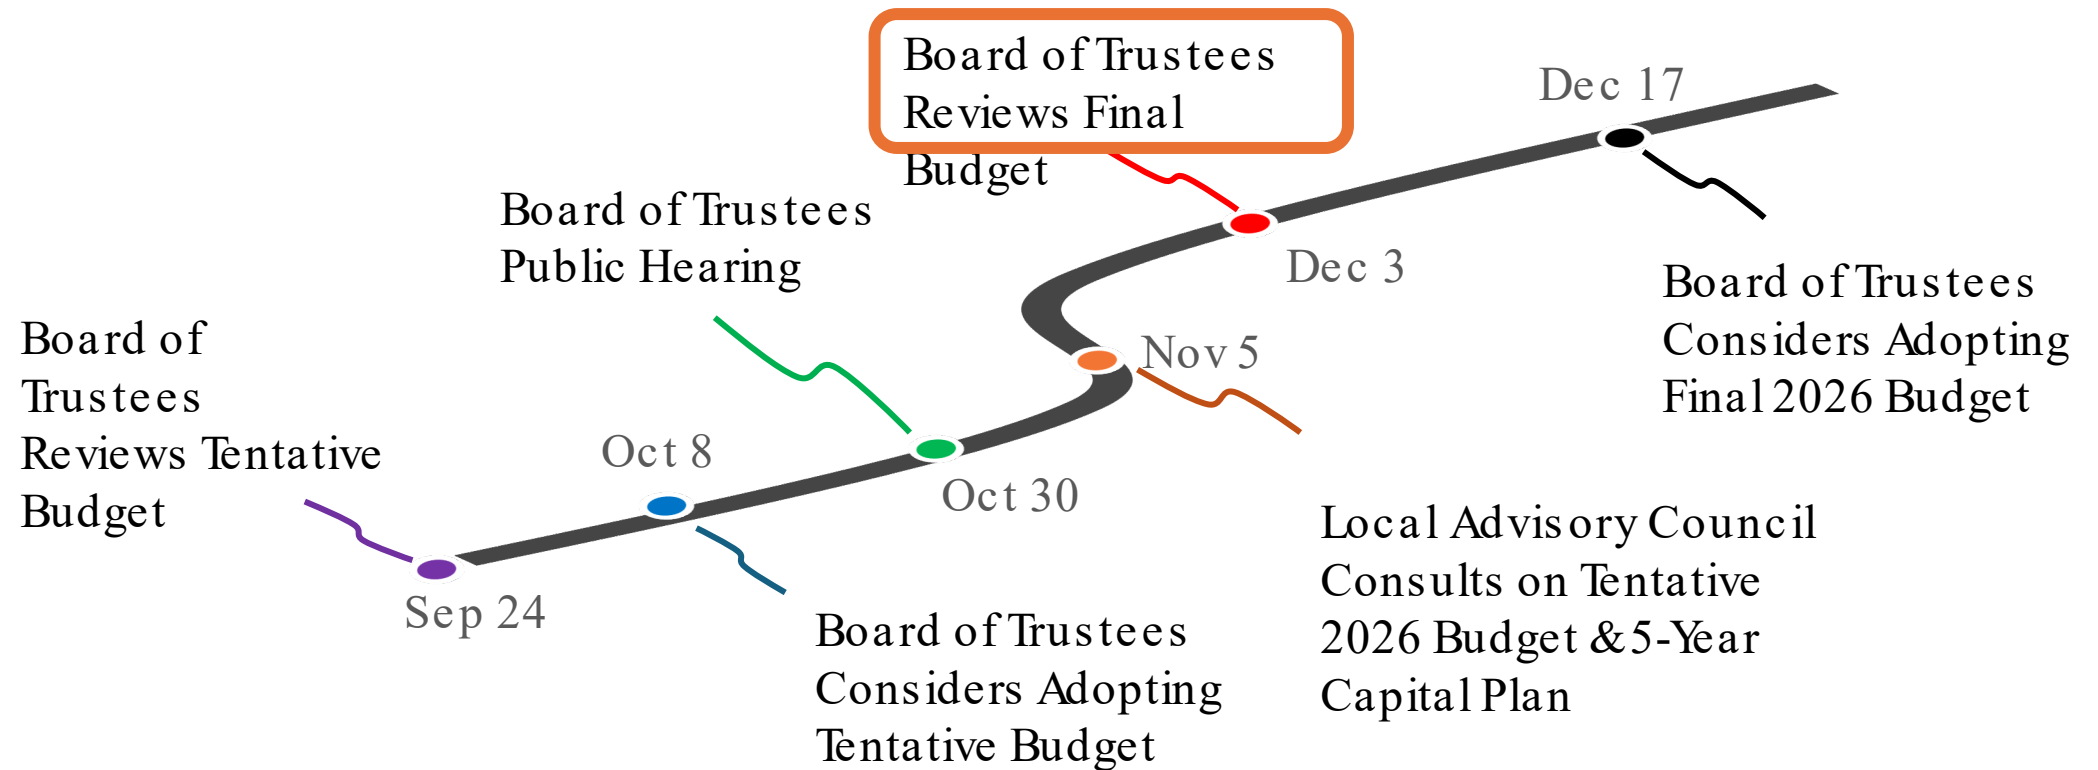 Board of Trustees
Reviews Final
Budget
Dec 17
Board of Trustees
Public Hearing
Dec 3
Board of Trustees
Considers Adopting
Final 2026 Budget
Board of
Trustees
Reviews Tentative
Budget
Nov 5
Oct 8
Oct 30
Local Advisory Council
Consults on Tentative
2026 Budget & 5-Year
Capital Plan
Sep 24
Board of Trustees
Considers Adopting
Tentative Budget